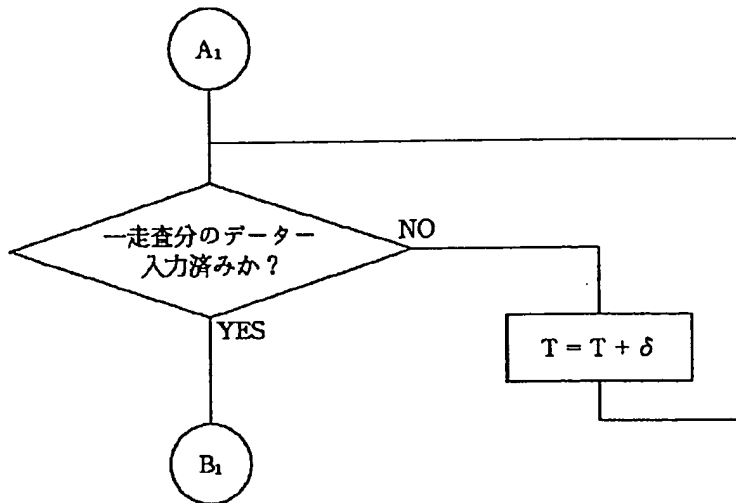 A₁
一走査分のデーター
入力済みか？
NO
YES
T = T + δ
B₁